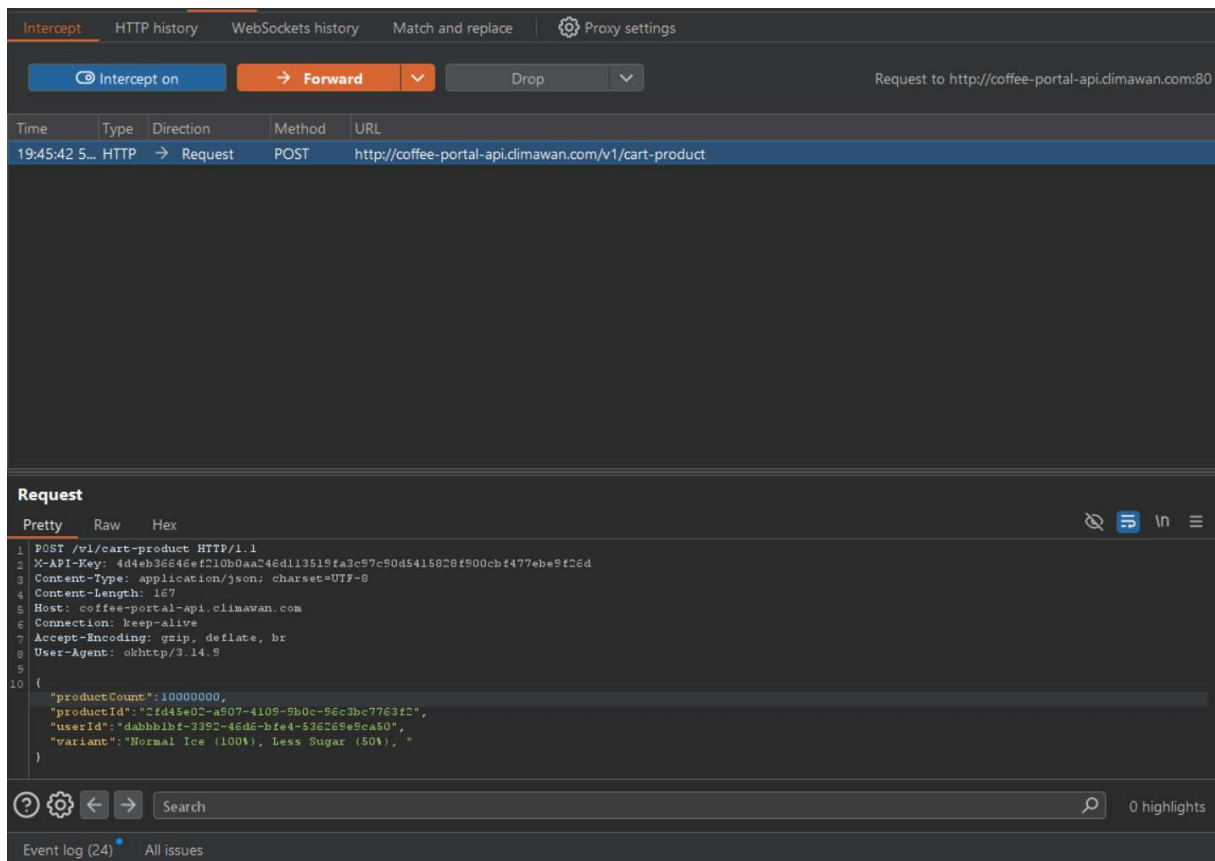 Intercept HTTP history WebSockets history Match and replace Proxy settings
Intercept on Forward Drop Request to http://coffee-portal-api.climawan.com:80
Time Type Direction Method URL
19:45:42 5... HTTP → Request POST http://coffee-portal-api.climawan.com/v1/cart-product
Request
Pretty Raw Hex \n
1 POST /v1/cart-product HTTP/1.1
2 X-API-Key: 4d4eb36646ef210b0aa246d113519fa3c97c90d5415828f900cbf477ebe9f26d
3 Content-Type: application/json; charset=UTF-8
4 Content-Length: 167
5 Host: coffee-portal-api.climawan.com
6 Connection: keep-alive
7 Accept-Encoding: gzip, deflate, br
8 User-Agent: okhttp/3.14.9
9
10 {
"productCount":10000000,
"productId":"2fd45e02-a907-4109-9b0c-96c3bc7763f2",
"userId":"dabbb1bf-3392-46d6-bfe4-536269e9ca50",
"variant":"Normal Ice (100%), Less Sugar (50%), "
}
Search 0 highlights
Event log (24) All issues